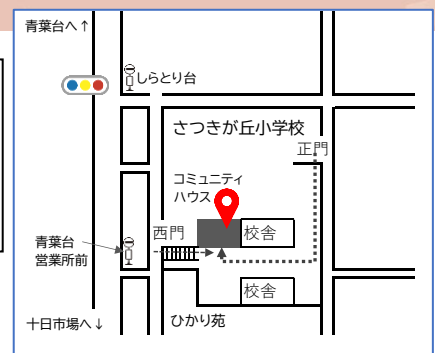 青葉台へ↑
しらとり台
さつきが丘小学校
正門
コミュニティ
ハウス
西門
校舎
青葉台
営業所前
校舎
十日市場へ↓
ひかり苑